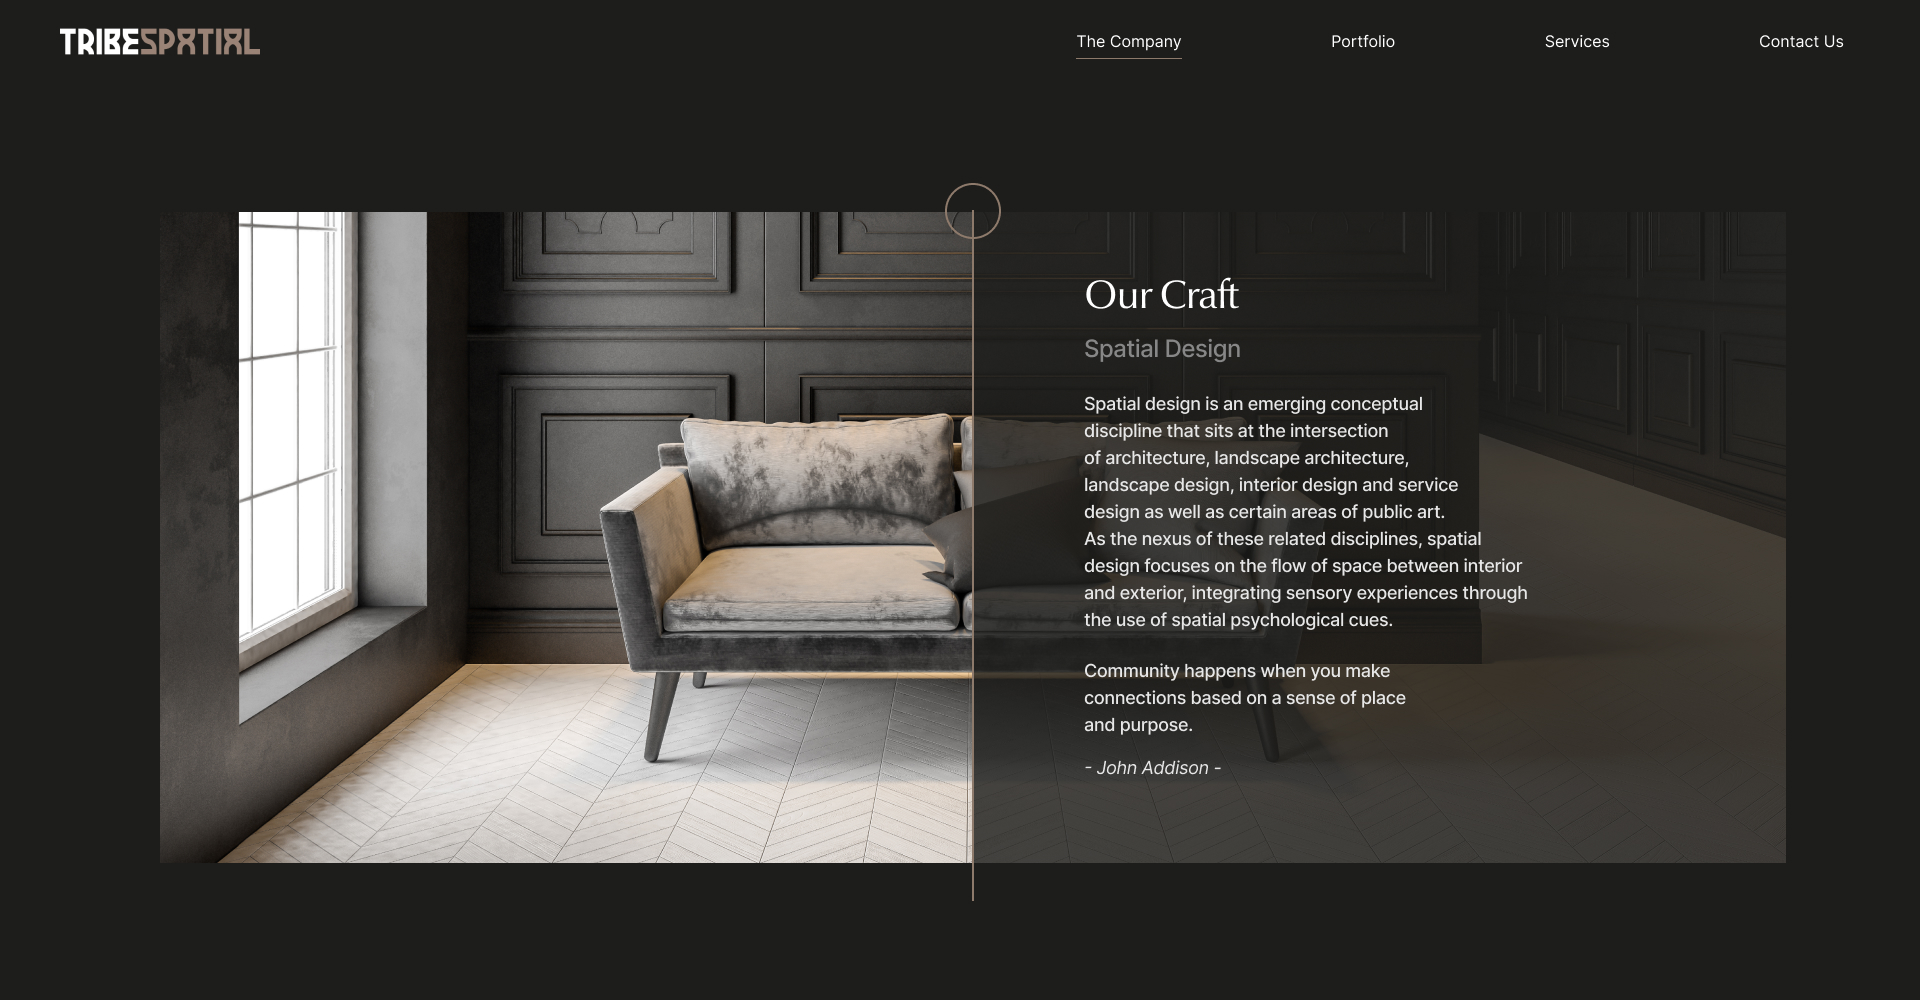 TRIBESPATIAL
The Company
Portfolio
Services
Contact Us
Our Craft
Spatial Design
Spatial design is an emerging conceptual
discipline that sits at the intersection
of architecture, landscape architecture,
landscape design, interior design and service
design as well as certain areas of public art.
As the nexus of these related disciplines, spatial
design focuses on the flow of space between interior
and exterior, integrating sensory experiences through
the use of spatial psychological cues.
Community happens when you make
connections based on a sense of place
and purpose.
- John Addison -